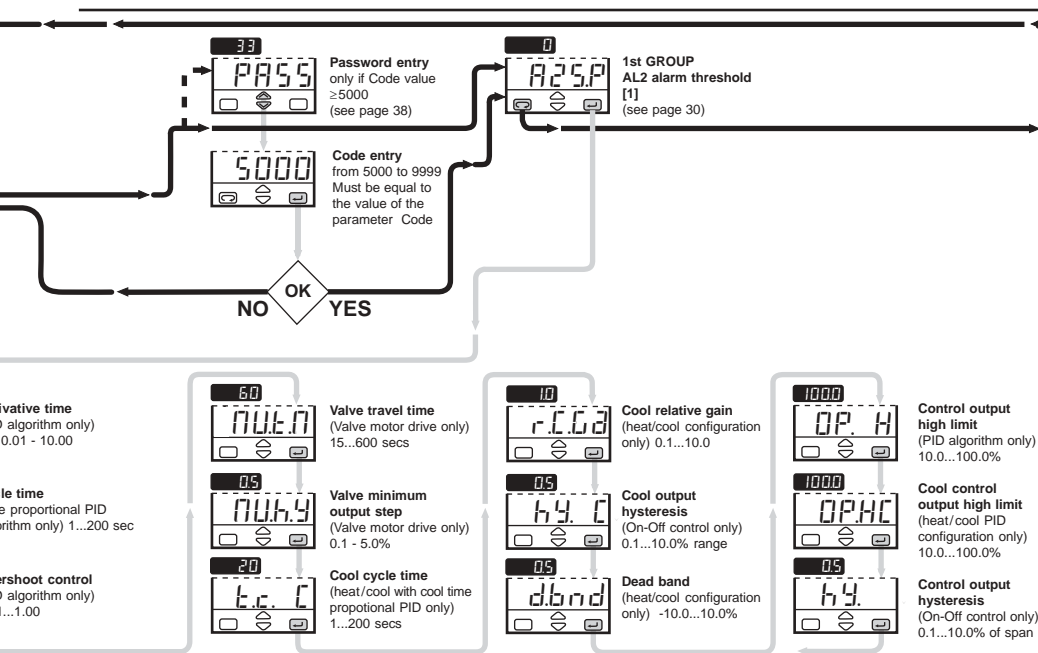 33
PASS
Password entry
only if Code value
≥5000
(see page 38)
0
A2S.P
1st GROUP
AL2 alarm threshold
[1]
(see page 30)
5000
Code entry
from 5000 to 9999
Must be equal to
the value of the
parameter Code
NO
OK
YES
ivative time
D algorithm only)
0.01 - 10.00
le time
e proportional PID
orithm only) 1...200 sec
ershoot control
D algorithm only)
1...1.00
60
Valve travel time
(Valve motor drive only)
15...600 secs
0.5
Valve minimum
output step
(Valve motor drive only)
0.1 - 5.0%
20
t.c. C
Cool cycle time
(heat/cool with cool time
propotional PID only)
1...200 secs
1.0
r.C.Ga
Cool relative gain
(heat/cool configuration
only) 0.1...10.0
0.5
hy. C
Cool output
hysteresis
(On-Off control only)
0.1...10.0% range
0.5
d.bnd
Dead band
(heat/cool configuration
only) -10.0...10.0%
100.0
OP. H
Control output
high limit
(PID algorithm only)
10.0...100.0%
100.0
OP.HC
Cool control
output high limit
(heat/cool PID
configuration only)
10.0...100.0%
0.5
hy.
Control output
hysteresis
(On-Off control only)
0.1...10.0% of span